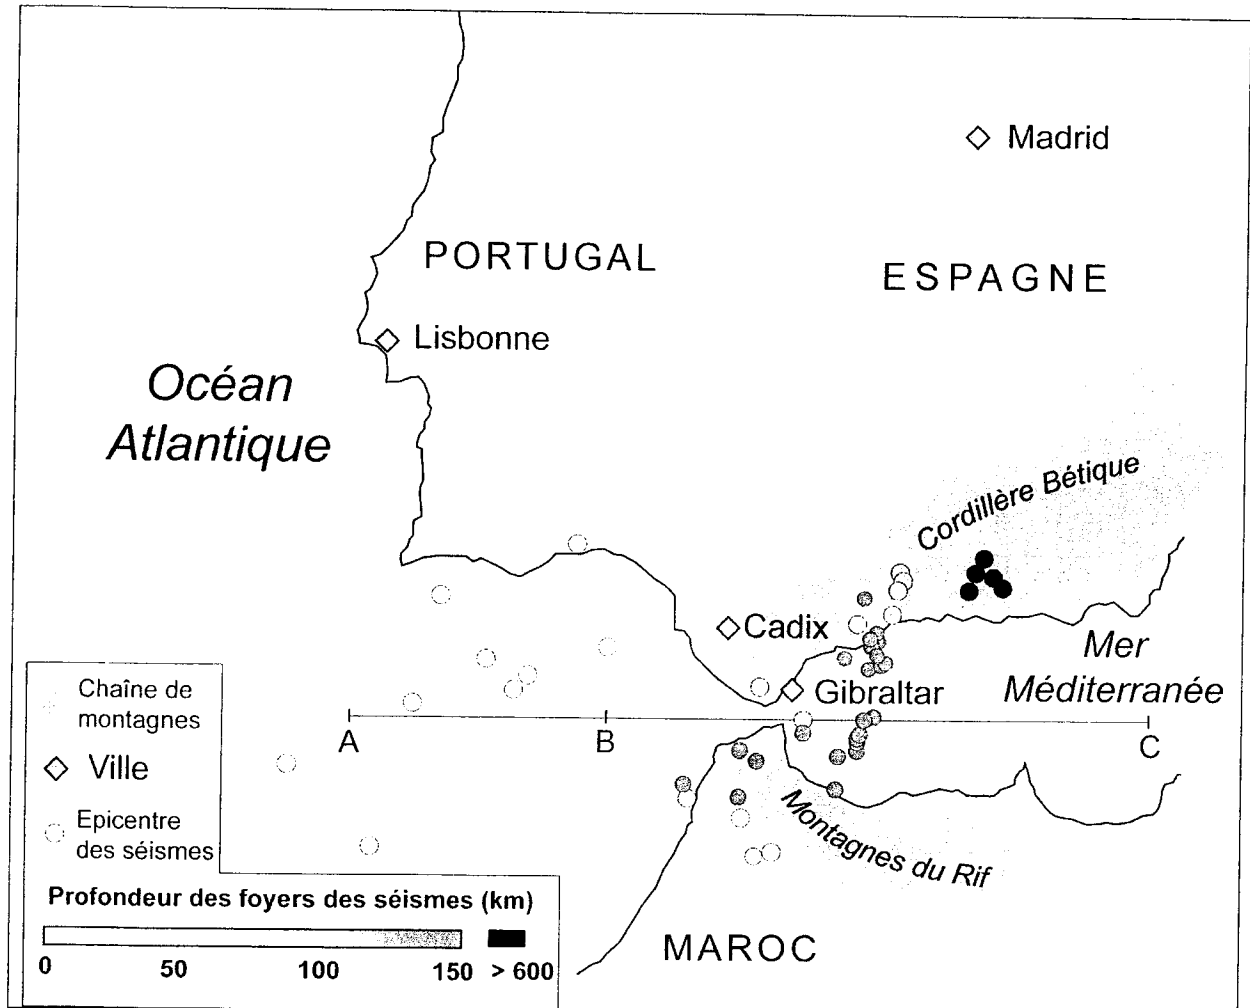 Madrid
PORTUGAL
ESPAGNE
Lisbonne
Océan
Atlantique
Cordillère Bétique
Cadix
Mer
Méditerranée
Gibraltar
A
B
C
Chaîne de
montagnes
Ville
Epicentre
des séismes
Montagnes du Rif
Profondeur des foyers des séismes (km)
0 50 100 150 > 600
MAROC